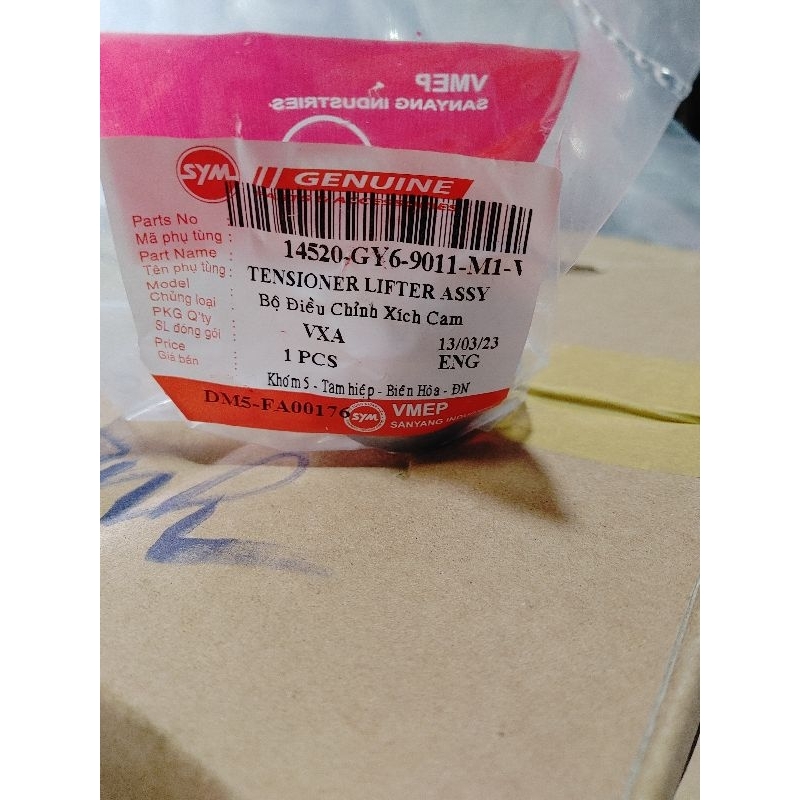 VMEP
SANYANG INDUSTRIES
SYM
GENUINE
Parts No
Mã phụ tùng :
14520-GY6-9011-M1-V
Part Name
Tên phụ tùng :
TENSIONER LIFTER ASSY
Bộ Điều Chỉnh Xích Cam
Model
Chủng loại :
VXA
13/03/23
PKG Q'ty
SL đóng gói :
1 PCS
ENG
Price
Giá bán :
Khóm 5 - Tam hiệp - Biên Hòa - ĐN
DM5-FA00176
SYM
VMEP
SANYANG